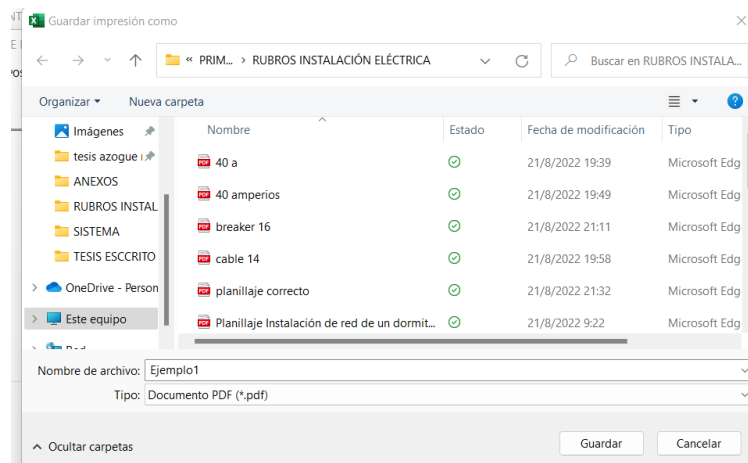 Guardar impresión como
« PRIM... > RUBROS INSTALACIÓN ELÉCTRICA
Buscar en RUBROS INSTALA...
Organizar Nueva carpeta
Imágenes
tesis azogue
ANEXOS
RUBROS INSTAL
SISTEMA
TESIS ESCCRITO
OneDrive - Person
Este equipo
Nombre Estado Fecha de modificación Tipo
40 a 21/8/2022 19:39 Microsoft Edg
40 amperios 21/8/2022 19:49 Microsoft Edg
breaker 16 21/8/2022 21:11 Microsoft Edg
cable 14 21/8/2022 19:58 Microsoft Edg
planillaje correcto 21/8/2022 21:32 Microsoft Edg
Planillaje Instalación de red de un dormit... 21/8/2022 9:22 Microsoft Edg
Nombre de archivo: Ejemplo1
Tipo: Documento PDF (*.pdf)
Ocultar carpetas
Guardar Cancelar